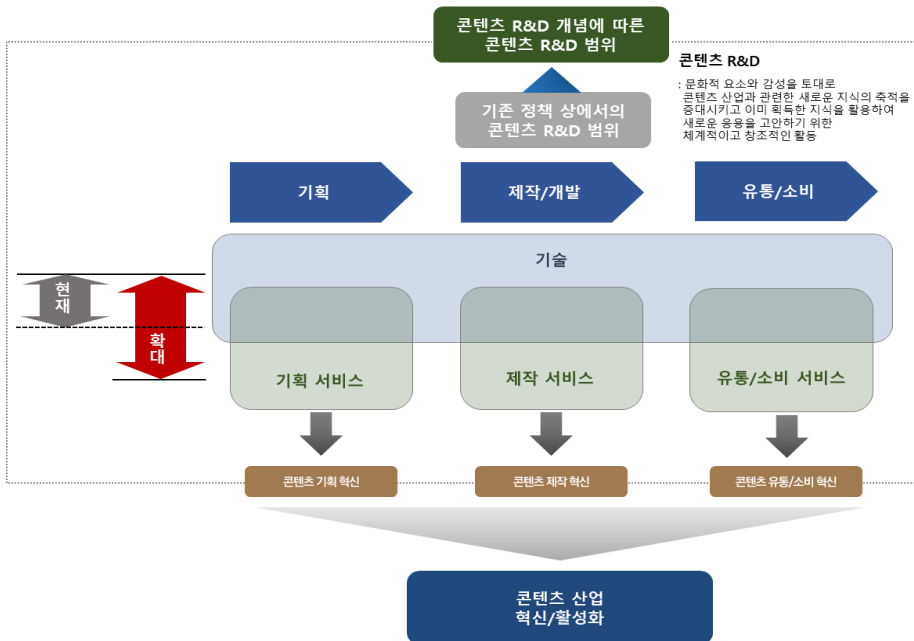 콘텐츠 R&D 개념에 따른
콘텐츠 R&D 범위
콘텐츠 R&D
: 문화적 요소와 감성을 토대로
콘텐츠 산업과 관련한 새로운 지식의 축적을
증대시키고 이미 획득한 지식을 활용하여
새로운 응용을 고안하기 위한
체계적이고 창조적인 활동
기존 정책 상에서의
콘텐츠 R&D 범위
기획
제작/개발
유통/소비
기술
현
재
확
대
기획 서비스
제작 서비스
유통/소비 서비스
콘텐츠 기획 혁신
콘텐츠 제작 혁신
콘텐츠 유통/소비 혁신
콘텐츠 산업
혁신/활성화